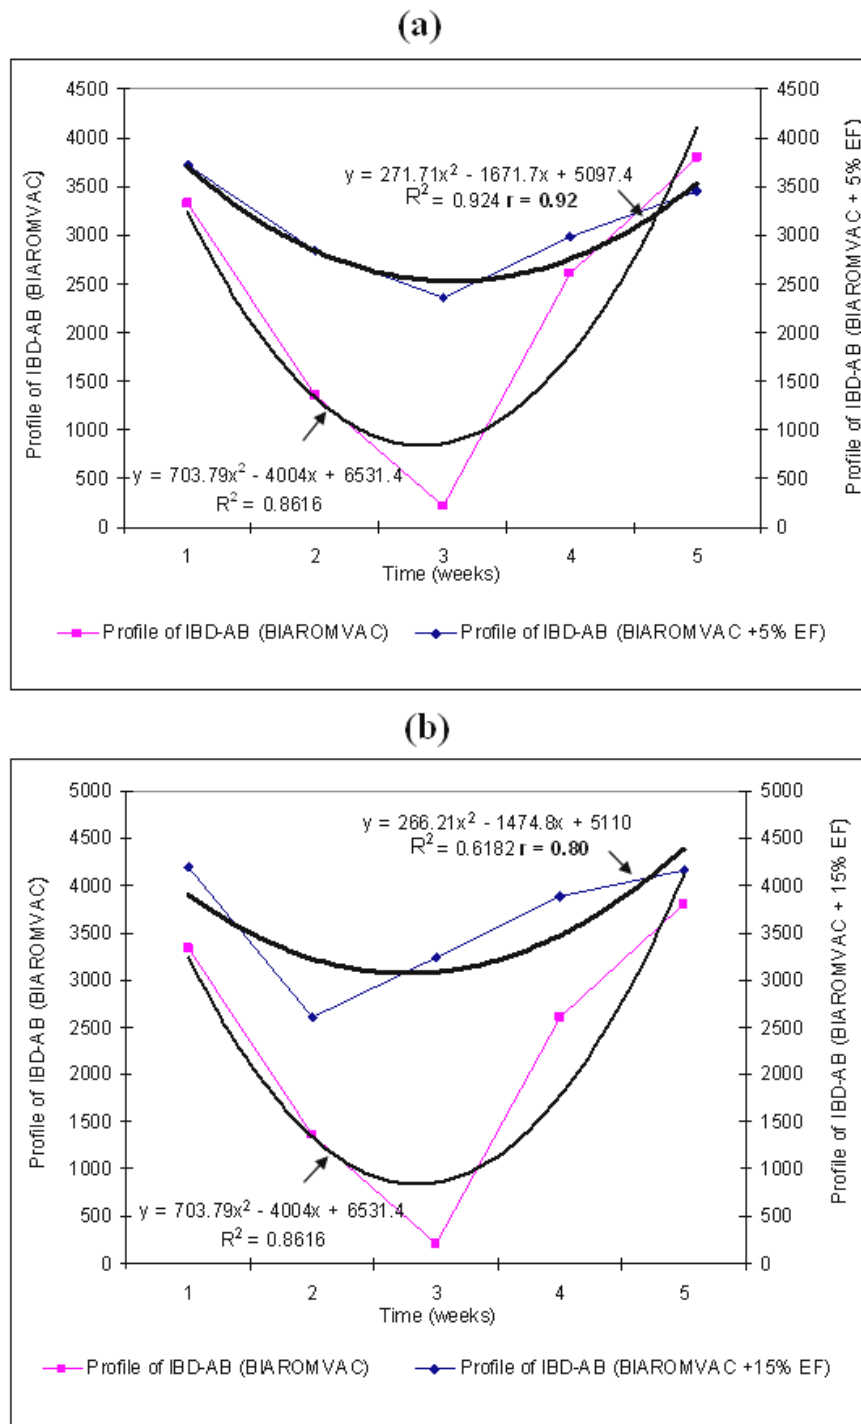 (a)
4500
4000
3500
3000
2500
2000
1500
1000
500
0
Profile of IBD-AB (BIAROMVAC)
y = 271.71x² - 1671.7x + 5097.4
R² = 0.924 r = 0.92
y = 703.79x² - 4004x + 6531.4
R² = 0.8616
4500
4000
3500
3000
2500
2000
1500
1000
500
0
Profile of IBD-AB (BIAROMVAC + 5% EF)
1 2 3 4 5
Time (weeks)
Profile of IBD-AB (BIAROMVAC) Profile of IBD-AB (BIAROMVAC +5% EF)
(b)
5000
4500
4000
3500
3000
2500
2000
1500
1000
500
0
Profile of IBD-AB (BIAROMVAC)
y = 266.21x² - 1474.8x + 5110
R² = 0.6182 r = 0.80
y = 703.79x² - 4004x + 6531.4
R² = 0.8616
5000
4500
4000
3500
3000
2500
2000
1500
1000
500
0
Profile of IBD-AB (BIAROMVAC + 15% EF)
1 2 3 4 5
Time (weeks)
Profile of IBD-AB (BIAROMVAC) Profile of IBD-AB (BIAROMVAC +15% EF)